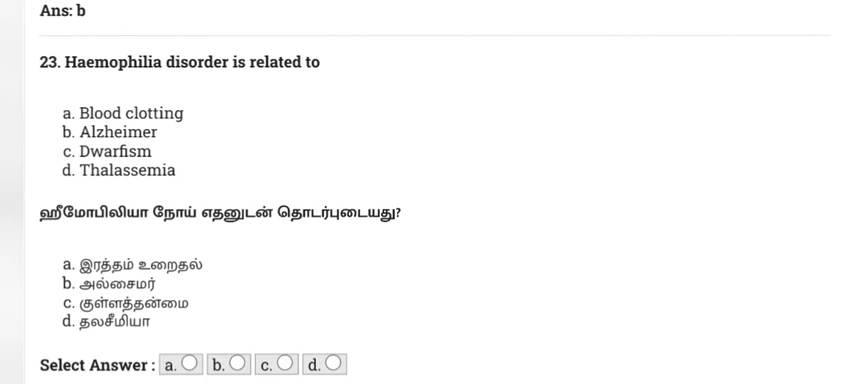 Ans: b
23. Haemophilia disorder is related to
a. Blood clotting
b. Alzheimer
c. Dwarfism
d. Thalassemia
ஹீமோபிலியா நோய் எதனுடன் தொடர்புடையது?
a. இரத்தம் உறைதல்
b. அல்சைமர்
c. குள்ளத்தன்மை
d. தலசீமியா
Select Answer : a. b. c. d.